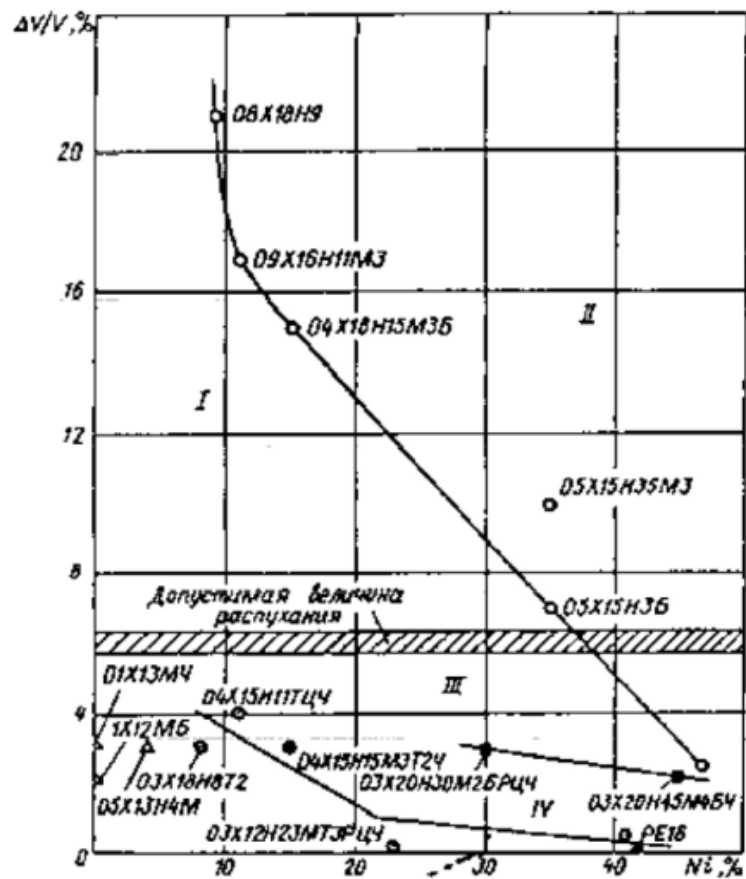 ΔV/V,%
08Х18Н9
20
09Х16Н11М3
16
04Х18Н15М3Б
II
I
12
05Х15Н35М3
8
Допустимая величина
распухания
05Х15Н3Б
01Х13МЧ
III
04Х15Н11ТЦЧ
4
1Х12МБ
04Х15Н15М3Т2Ч
03Х18Н8Т2
03Х20Н30М2БРЦЧ
05Х13Н4М
03Х20Н45М4БЧ
IV
03Х12Н23МТЭРЦЧ
РЕ16
0
10
20
30
40
Ni,%